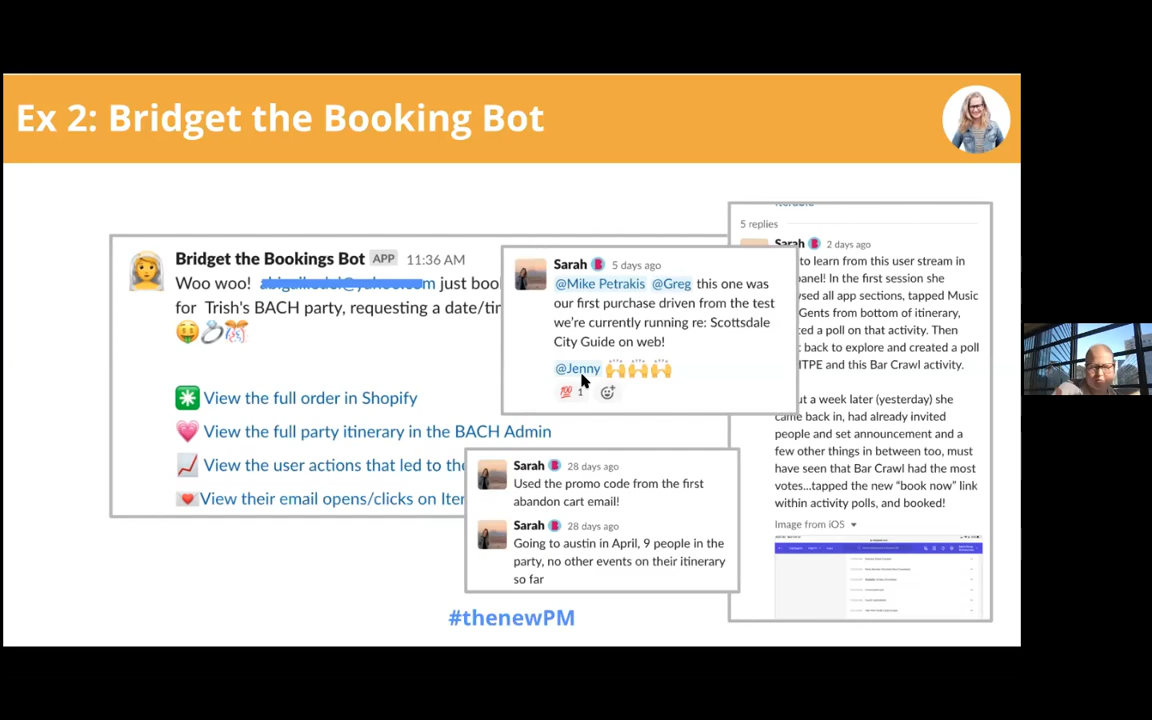 Ex 2: Bridget the Booking Bot
Bridget the Bookings Bot APP 11:36 AM
Woo woo! just boo
for Trish's BACH party, requesting a date/tir
View the full order in Shopify
View the full party itinerary in the BACH Admin
View the user actions that led to the
View their email opens/clicks on Iter
Sarah B 5 days ago
@Mike Petrakis @Greg this one was
our first purchase driven from the test
we're currently running re: Scottsdale
City Guide on web!
@Jenny
100 1
Sarah B 28 days ago
Used the promo code from the first
abandon cart email!
Sarah B 28 days ago
Going to austin in April, 9 people in the
party, no other events on their itinerary
so far
5 replies
Sarah B 2 days ago
to learn from this user stream in
panel! In the first session she
sed all app sections, tapped Music
Gents from bottom of itinerary,
ed a poll on that activity. Then
back to explore and created a poll
ITPE and this Bar Crawl activity.
ut a week later (yesterday) she
came back in, had already invited
people and set announcement and a
few other things in between too, must
have seen that Bar Crawl had the most
votes...tapped the new "book now" link
within activity polls, and booked!
Image from iOS
#thenewPM